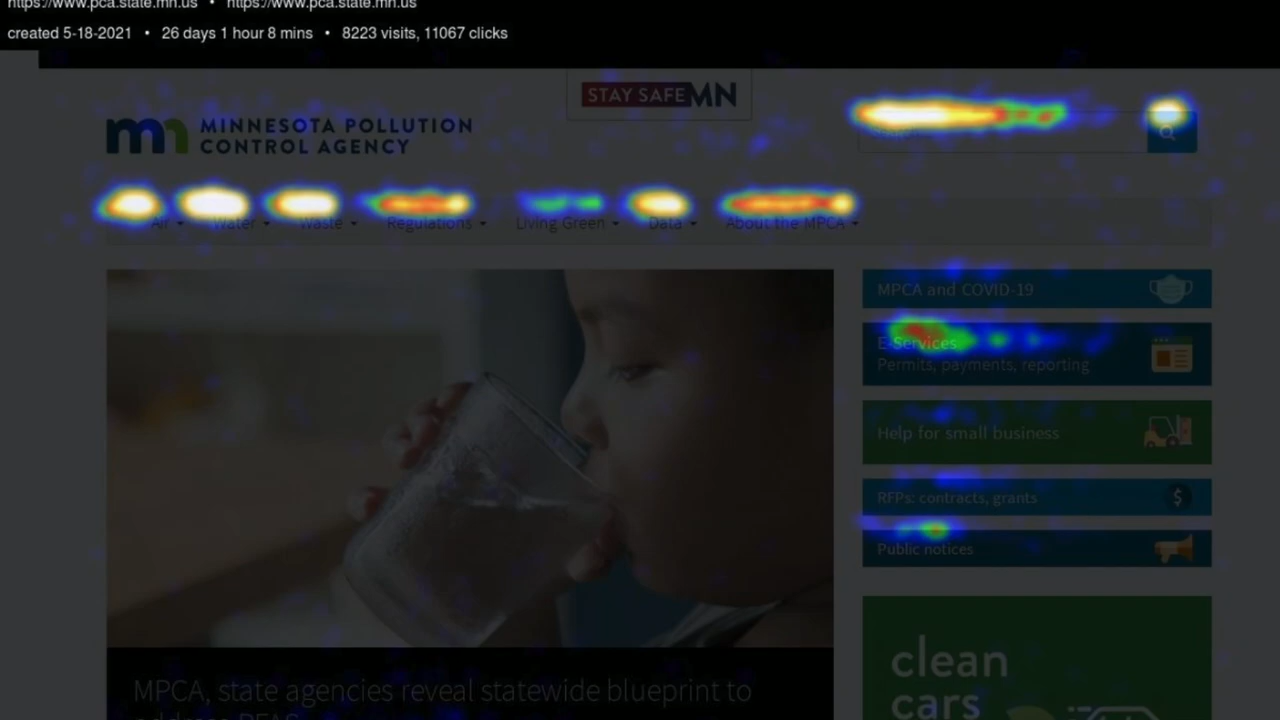 https://www.pca.state.mn.us • https://www.pca.state.mn.us
created 5-18-2021 • 26 days 1 hour 8 mins • 8223 visits, 11067 clicks
STAY SAFE MN
MINNESOTA POLLUTION
CONTROL AGENCY
Air Water Waste Regulations Living Green Data About the MPCA
MPCA and COVID-19
E-Services
Permits, payments, reporting
Help for small business
RFPs: contracts, grants
$
Public notices
clean
cars
MPCA, state agencies reveal statewide blueprint to
address PFAS